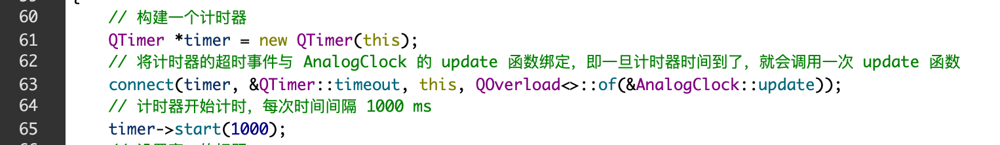 {
60 // 构建一个计时器
61 QTimer *timer = new QTimer(this);
62 // 将计时器的超时事件与 AnalogClock 的 update 函数绑定，即一旦计时器时间到了，就会调用一次 update 函数
63 connect(timer, &QTimer::timeout, this, QOverload<>::of(&AnalogClock::update));
64 // 计时器开始计时，每次时间间隔 1000 ms
65 timer->start(1000);